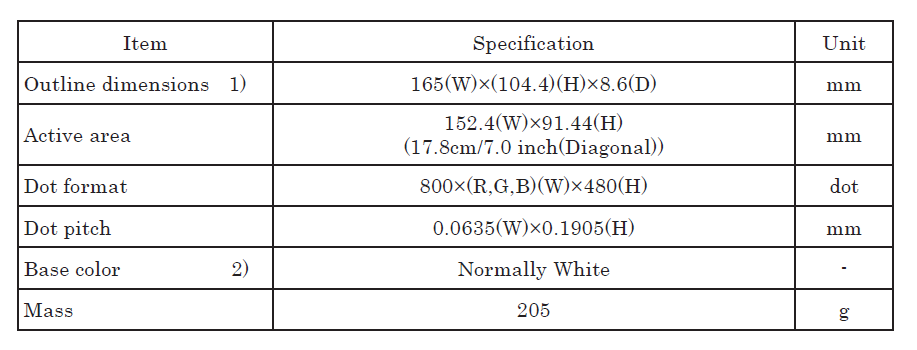 Item Specification Unit
Outline dimensions 1) 165(W)×(104.4)(H)×8.6(D) mm
Active area 152.4(W)×91.44(H) mm
(17.8cm/7.0 inch(Diagonal))
Dot format 800×(R,G,B)(W)×480(H) dot
Dot pitch 0.0635(W)×0.1905(H) mm
Base color 2) Normally White -
Mass 205 g